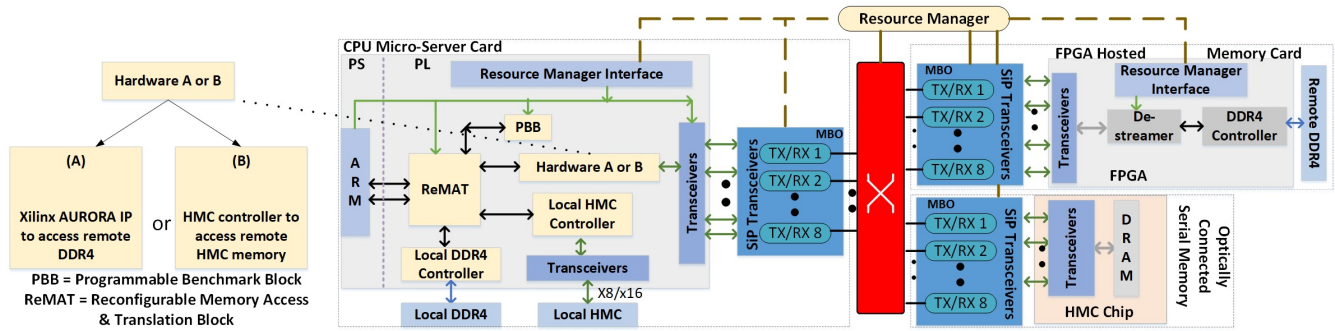 Resource Manager
Hardware A or B
(A)
Xilinx AURORA IP
to access remote
DDR4
or
(B)
HMC controller to
access remote
HMC memory
PBB = Programmable Benchmark Block
ReMAT = Reconfigurable Memory Access
& Translation Block
CPU Micro-Server Card
PS
PL
Resource Manager Interface
PBB
ARM
ReMAT
Hardware A or B
Local HMC
Controller
Local DDR4
Controller
Transceivers
X8/x16
Local DDR4
Local HMC
Transceivers
SiP Transceivers
MBO
TX/RX 1
TX/RX 2
TX/RX 8
MBO
TX/RX 1
TX/RX 2
TX/RX 8
SiP Transceivers
FPGA Hosted
Memory Card
Transceivers
Resource Manager
Interface
De-
streamer
DDR4
Controller
FPGA
Remote DDR4
MBO
TX/RX 1
TX/RX 2
TX/RX 8
SiP Transceivers
Transceivers
DRAM
HMC Chip
Optically
Connected
Serial Memory